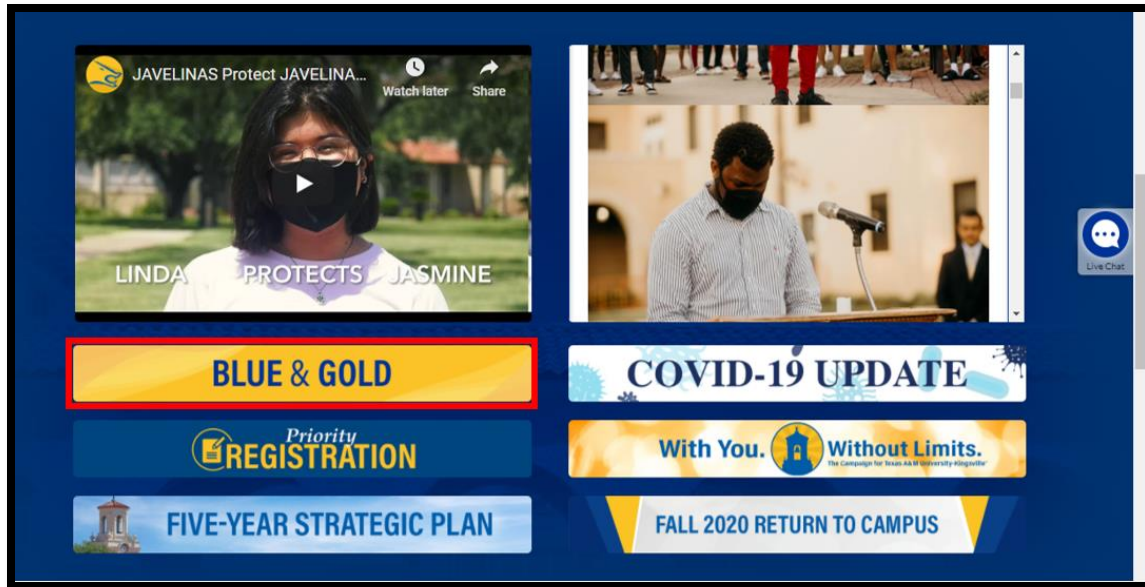 JAVELINAS Protect JAVELINA...
Watch later
Share
LINDA PROTECTS JASMINE
Live Chat
BLUE & GOLD
COVID-19 UPDATE
Priority
REGISTRATION
With You. Without Limits.
The Campaign for Texas A&M University-Kingsville
FIVE-YEAR STRATEGIC PLAN
FALL 2020 RETURN TO CAMPUS